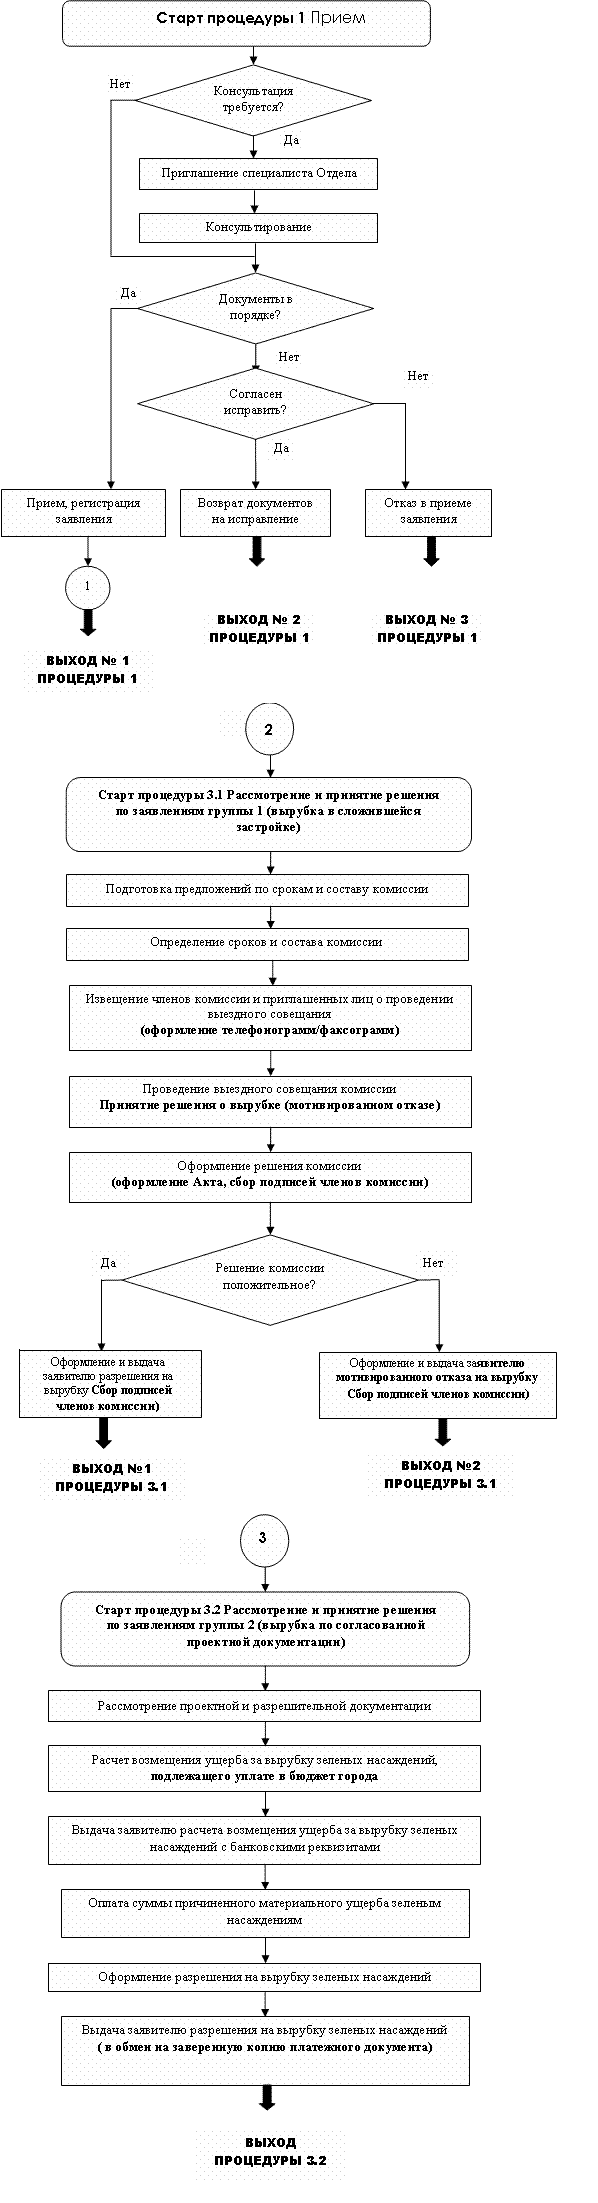 Старт процедуры 1 Прием
Нет
Консультация
требуется?
Да
Приглашение специалиста Отдела
Консультирование
Да
Документы в
порядке?
Нет
Согласен
исправить?
Нет
Да
Прием, регистрация
заявления
Возврат документов
на исправление
Отказ в приеме
заявления
1
ВЫХОД № 1
ПРОЦЕДУРЫ 1
ВЫХОД № 2
ПРОЦЕДУРЫ 1
ВЫХОД № 3
ПРОЦЕДУРЫ 1
2
Старт процедуры 3.1 Рассмотрение и принятие решения
по заявлениям группы 1 (вырубка в сложившейся
застройке)
Подготовка предложений по срокам и составу комиссии
Определение сроков и состава комиссии
Извещение членов комиссии и приглашенных лиц о проведении
выездного совещания
(оформление телефонограмм/факсограмм)
Проведение выездного совещания комиссии
Принятие решения о вырубке (мотивированном отказе)
Оформление решения комиссии
(оформление Акта, сбор подписей членов комиссии)
Да
Решение комиссии
положительное?
Нет
Оформление и выдача
заявителю разрешения на
вырубку Сбор подписей
членов комиссии)
Оформление и выдача заявителю
мотивированного отказа на вырубку
Сбор подписей членов комиссии)
ВЫХОД №1
ПРОЦЕДУРЫ 3.1
ВЫХОД №2
ПРОЦЕДУРЫ 3.1
3
Старт процедуры 3.2 Рассмотрение и принятие решения
по заявлениям группы 2 (вырубка по согласованной
проектной документации)
Рассмотрение проектной и разрешительной документации
Расчет возмещения ущерба за вырубку зеленых насаждений,
подлежащего уплате в бюджет города
Выдача заявителю расчета возмещения ущерба за вырубку зеленых
насаждений с банковскими реквизитами
Оплата суммы причиненного материального ущерба зеленым
насаждениям
Оформление разрешения на вырубку зеленых насаждений
Выдача заявителю разрешения на вырубку зеленых насаждений
( в обмен на заверенную копию платежного документа)
ВЫХОД
ПРОЦЕДУРЫ 3.2